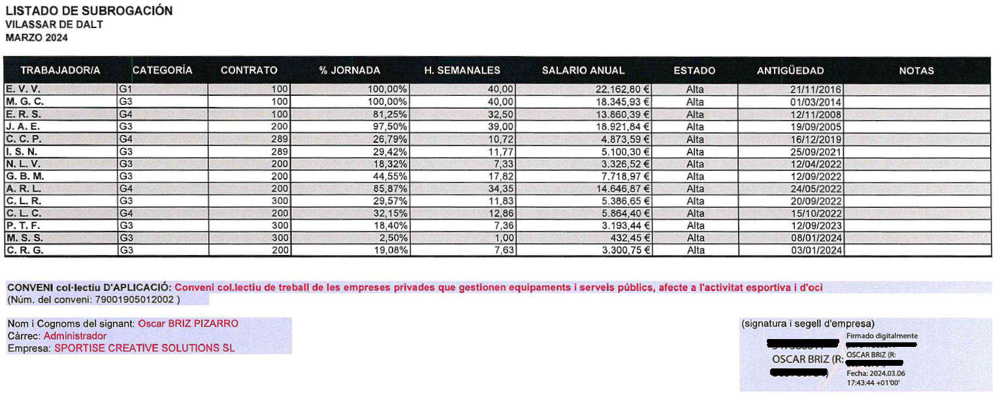 LISTADO DE SUBROGACIÓN
VILASSAR DE DALT
MARZO 2024
TRABAJADOR/A CATEGORÍA CONTRATO % JORNADA H. SEMANALES SALARIO ANUAL ESTADO ANTIGÜEDAD NOTAS
E. V. V. G1 100 100,00% 40,00 22.162,80 € Alta 21/11/2016
M. G. C. G3 100 100,00% 40,00 18.345,93 € Alta 01/03/2014
E. R. S. G4 100 81,25% 32,50 13.860,39 € Alta 12/11/2008
J. A. E. G3 200 97,50% 39,00 18.921,84 € Alta 19/09/2005
C. C. P. G4 289 26,79% 10,72 4.873,59 € Alta 16/12/2019
I. S. N. G3 289 29,42% 11,77 5.100,30 € Alta 25/09/2021
N. L. V. G3 200 18,32% 7,33 3.326,52 € Alta 12/04/2022
G. B. M. G3 200 44,55% 17,82 7.718,97 € Alta 12/09/2022
A. R. L. G4 200 85,87% 34,35 14.646,87 € Alta 24/05/2022
C. L. R. G3 300 29,57% 11,83 5.386,65 € Alta 20/09/2022
C. L. C. G4 200 32,15% 12,86 5.864,40 € Alta 15/10/2022
P. T. F. G3 300 18,40% 7,36 3.193,44 € Alta 12/09/2023
M. S. S. G3 300 2,50% 1,00 432,45 € Alta 08/01/2024
C. R. G. G3 200 19,08% 7,63 3.300,75 € Alta 03/01/2024
CONVENI col·lectiu D'APLICACIÓ: Conveni col.lectiu de treball de les empreses privades que gestionen equipaments i serveis públics, afecte a l'activitat esportiva i d'oci
(Núm. del conveni: 79001905012002 )
Nom i Cognoms del signant: Oscar BRIZ PIZARRO
Càrrec: Administrador
Empresa: SPORTISE CREATIVE SOLUTIONS SL
(signatura i segell d'empresa)
OSCAR BRIZ (R:
Firmado digitalmente
OSCAR BRIZ (R:
Fecha: 2024.03.06
17:43:44 +01'00'